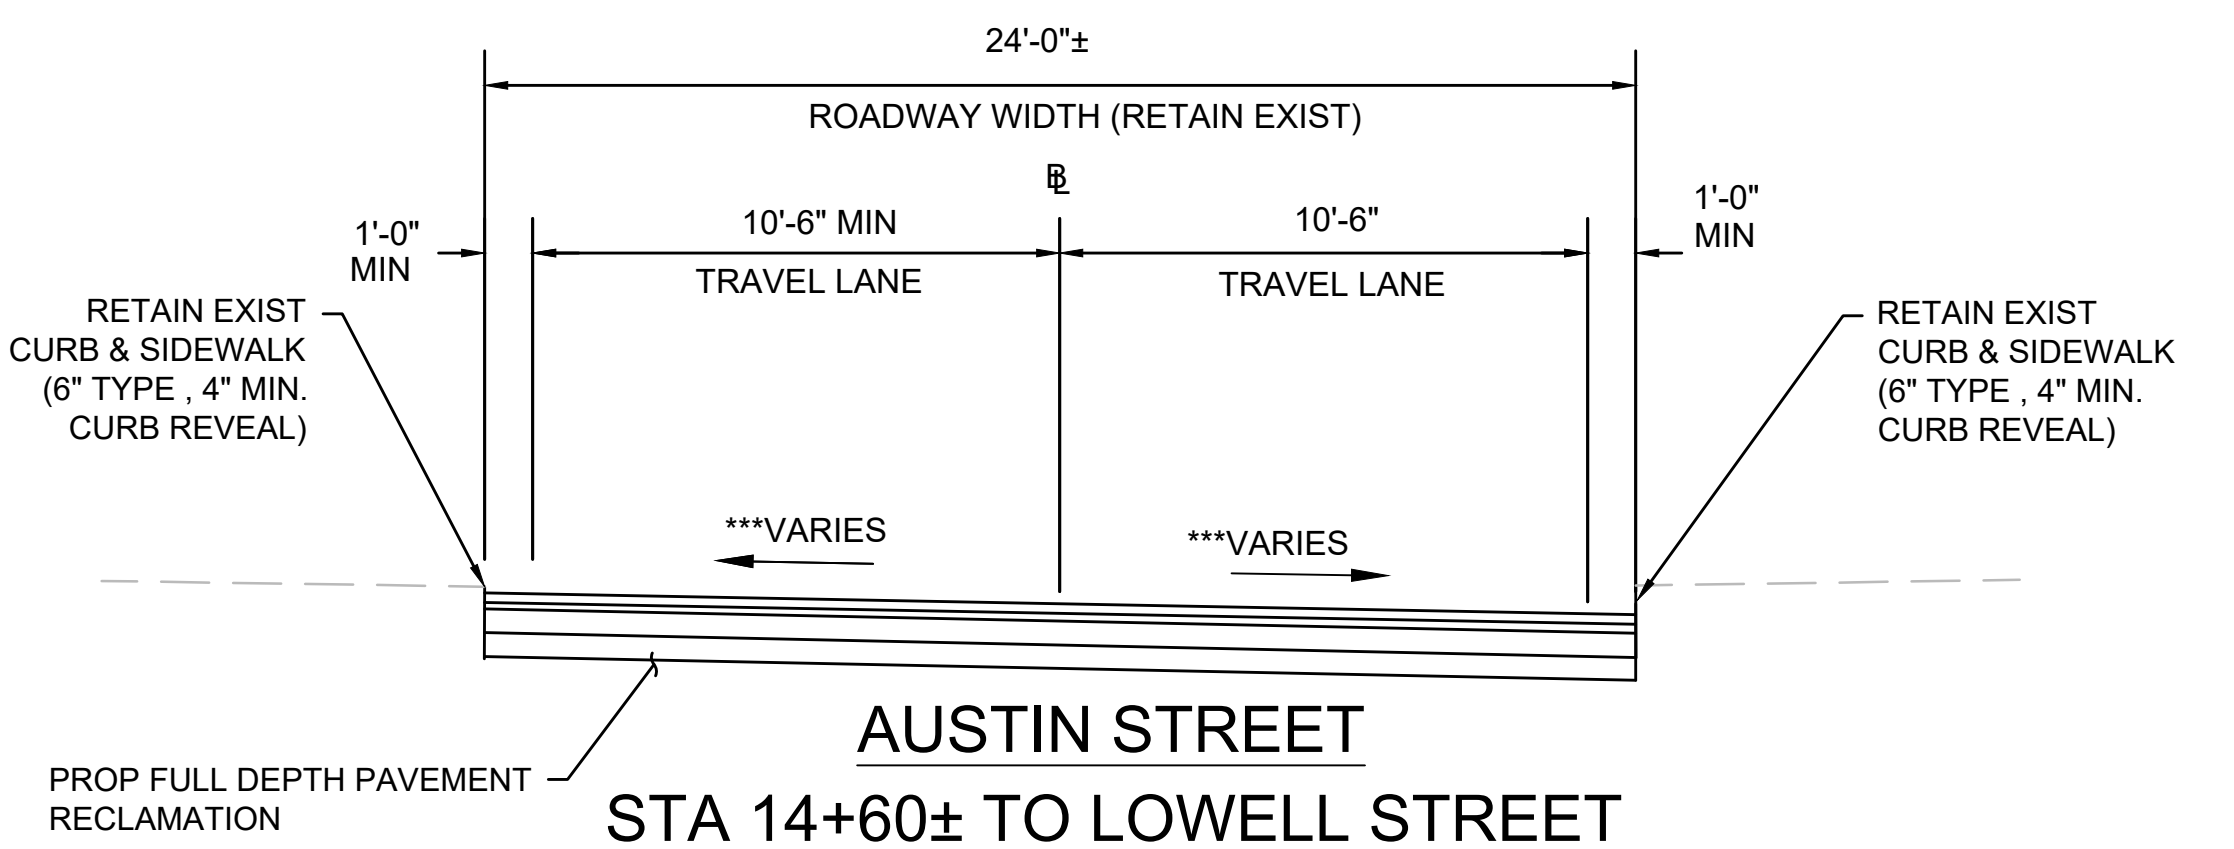 24'-0"±
ROADWAY WIDTH (RETAIN EXIST)
BL
1'-0"
MIN
10'-6" MIN
TRAVEL LANE
10'-6"
TRAVEL LANE
1'-0"
MIN
RETAIN EXIST
CURB & SIDEWALK
(6" TYPE , 4" MIN.
CURB REVEAL)
RETAIN EXIST
CURB & SIDEWALK
(6" TYPE , 4" MIN.
CURB REVEAL)
***VARIES
***VARIES
PROP FULL DEPTH PAVEMENT
RECLAMATION
AUSTIN STREET
STA 14+60± TO LOWELL STREET